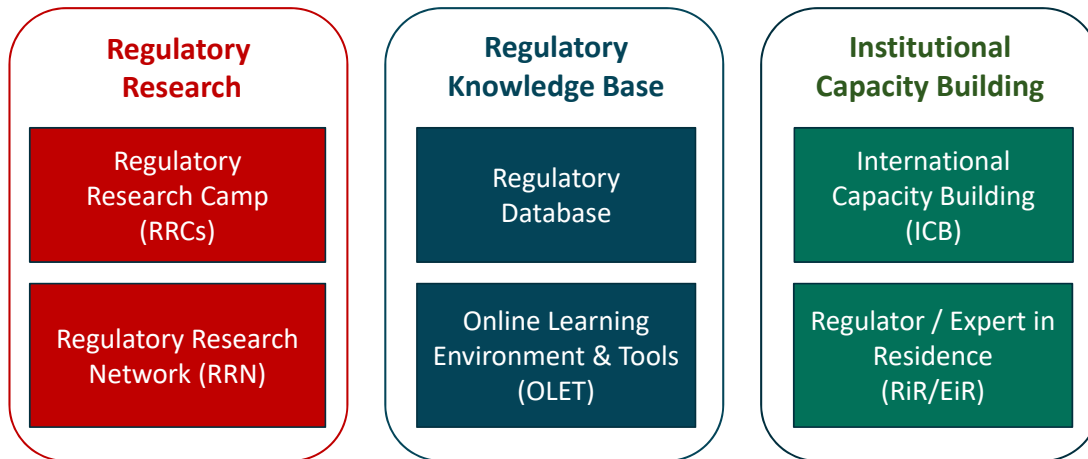 Regulatory
Research
Regulatory
Research Camp
(RRCs)
Regulatory Research
Network (RRN)
Regulatory
Knowledge Base
Regulatory
Database
Online Learning
Environment & Tools
(OLET)
Institutional
Capacity Building
International
Capacity Building
(ICB)
Regulator / Expert in
Residence
(RiR/EiR)